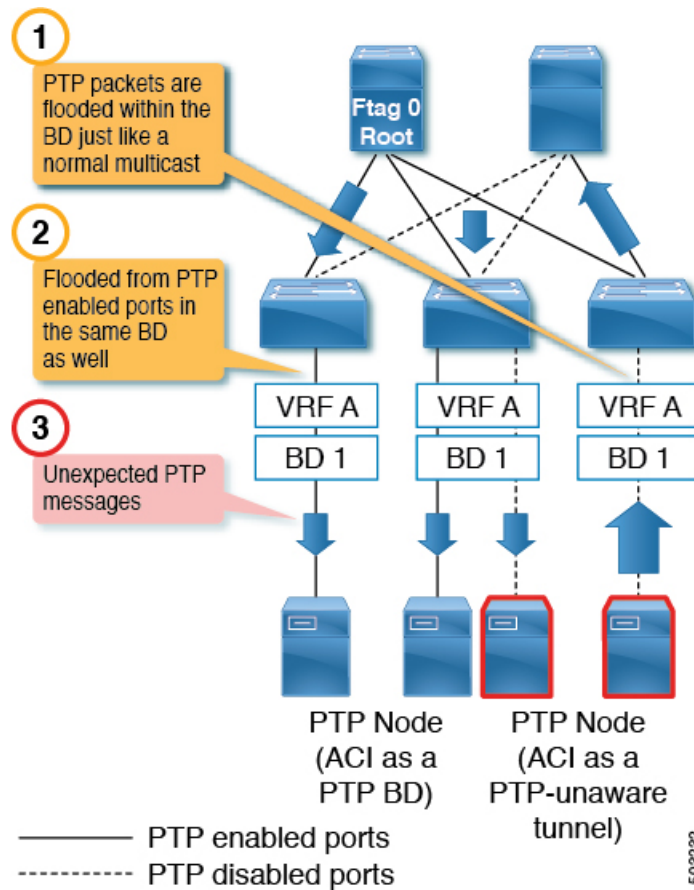 1
PTP packets are
flooded within the
BD just like a
normal multicast
Ftag 0
Root
2
Flooded from PTP
enabled ports in
the same BD
as well
VRF A
VRF A
VRF A
BD 1
BD 1
BD 1
3
Unexpected PTP
messages
PTP Node
(ACI as a
PTP BD)
PTP Node
(ACI as a
PTP-unaware
tunnel)
PTP enabled ports
PTP disabled ports